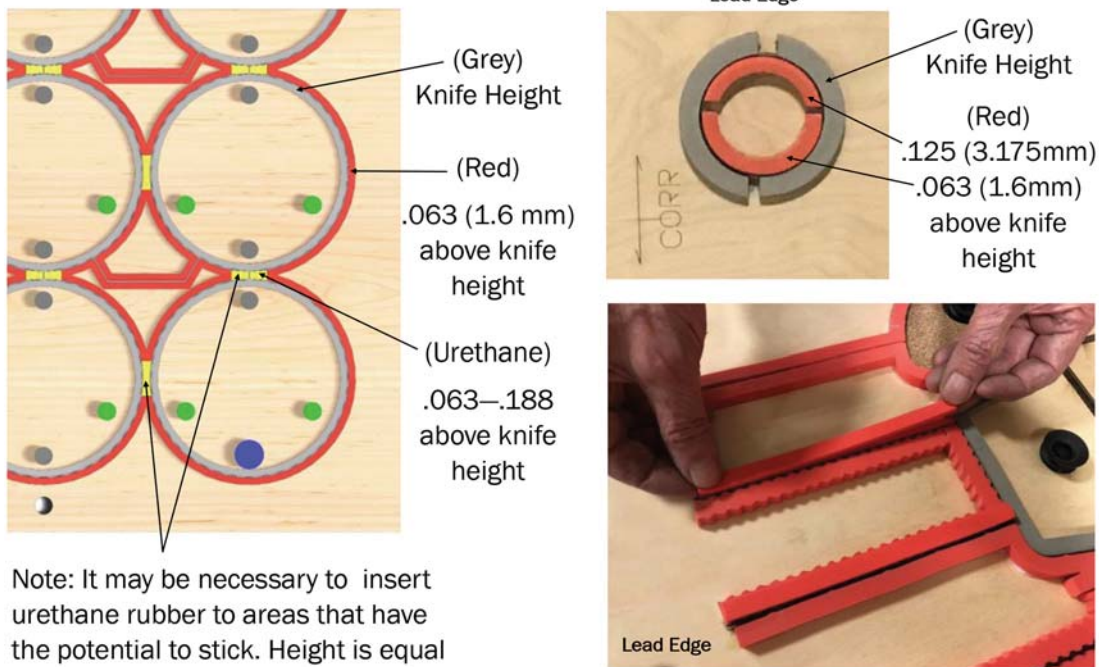 (Grey)
Knife Height
(Red)
.063 (1.6 mm)
above knife
height
(Urethane)
.063—.188
above knife
height
Note: It may be necessary to insert
urethane rubber to areas that have
the potential to stick. Height is equal
Lead Edge
(Grey)
Knife Height
(Red)
.125 (3.175mm)
.063 (1.6mm)
above knife
height
CORR
Lead Edge